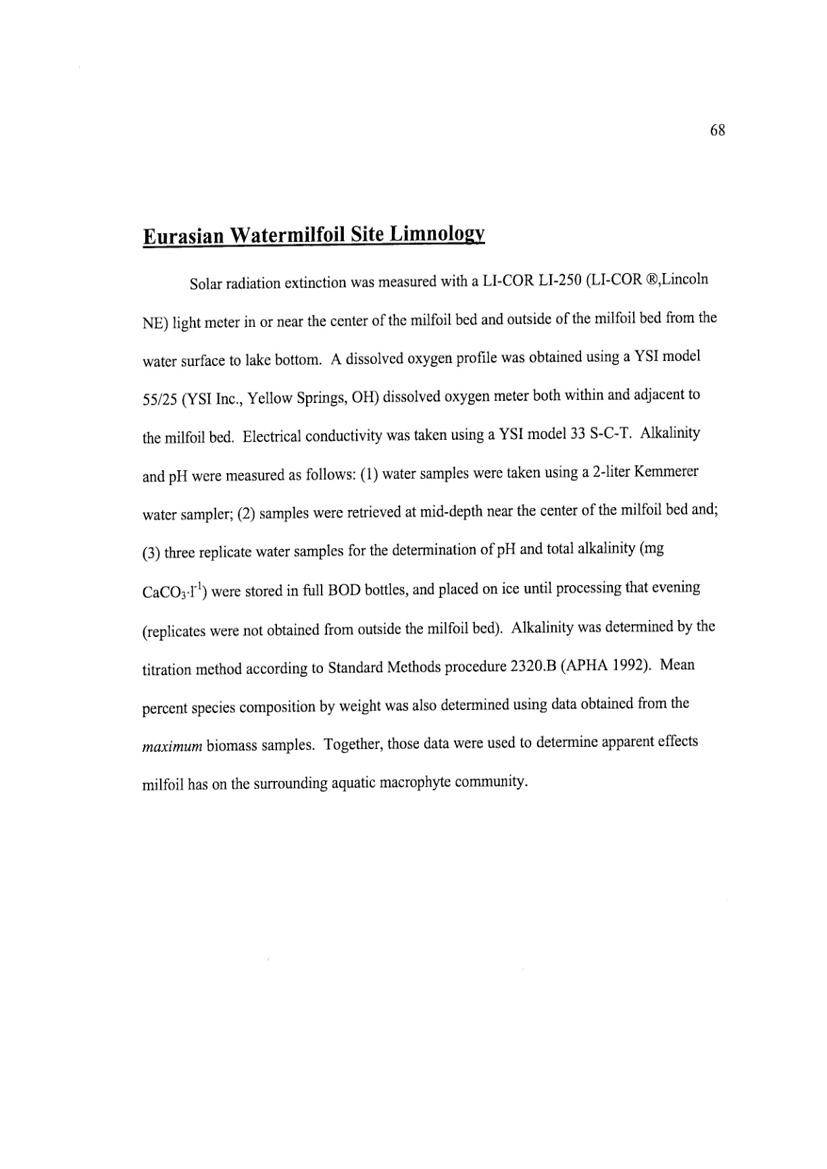 68
Eurasian Watermilfoil Site Limnology
Solar radiation extinction was measured with a LI-COR LI-250 (LI-COR ®,Lincoln
NE) light meter in or near the center of the milfoil bed and outside of the milfoil bed from the
water surface to lake bottom.  A dissolved oxygen profile was obtained using a YSI model
55/25 (YSI Inc., Yellow Springs, OH) dissolved oxygen meter both within and adjacent to
the milfoil bed.  Electrical conductivity was taken using a YSI model 33 S-C-T.  Alkalinity
and pH were measured as follows: (1) water samples were taken using a 2-liter Kemmerer
water sampler; (2) samples were retrieved at mid-depth near the center of the milfoil bed and;
(3) three replicate water samples for the determination of pH and total alkalinity (mg
CaCO₃·l⁻¹) were stored in full BOD bottles, and placed on ice until processing that evening
(replicates were not obtained from outside the milfoil bed).  Alkalinity was determined by the
titration method according to Standard Methods procedure 2320.B (APHA 1992).  Mean
percent species composition by weight was also determined using data obtained from the
maximum biomass samples.  Together, those data were used to determine apparent effects
milfoil has on the surrounding aquatic macrophyte community.